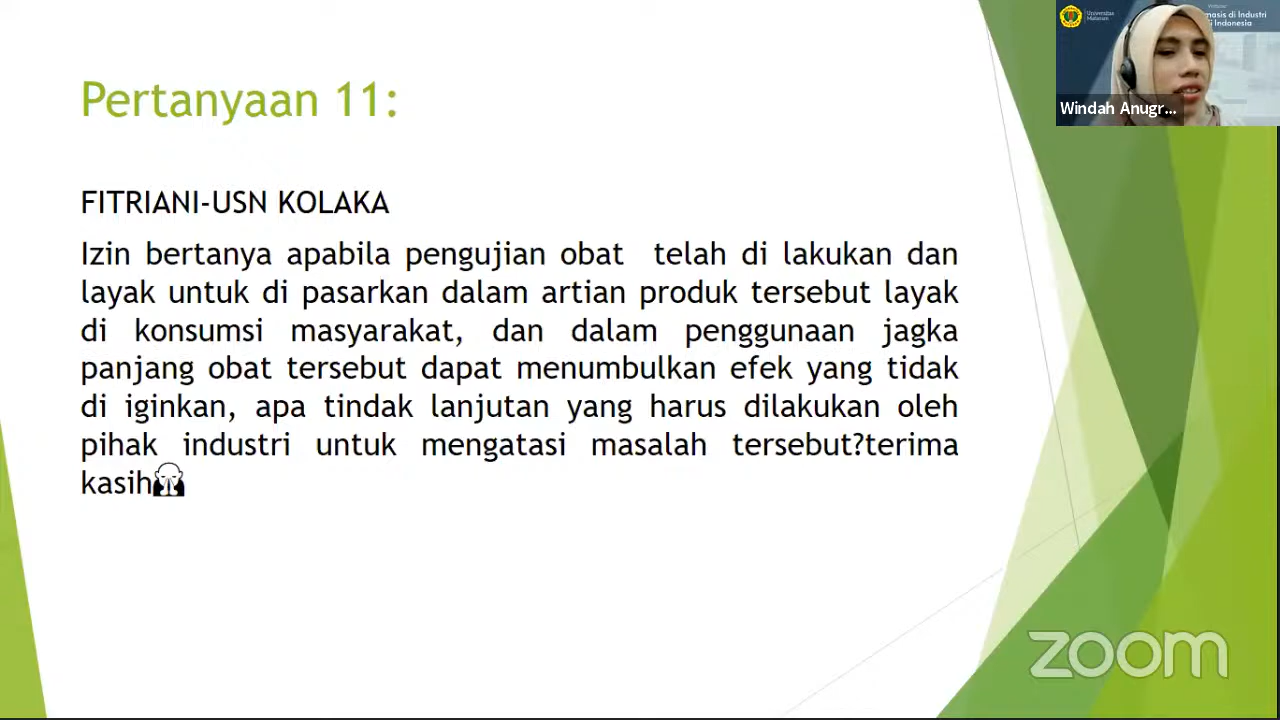 Pertanyaan 11:
FITRIANI-USN KOLAKA
Izin bertanya apabila pengujian obat telah di lakukan dan
layak untuk di pasarkan dalam artian produk tersebut layak
di konsumsi masyarakat, dan dalam penggunaan jagka
panjang obat tersebut dapat menumbulkan efek yang tidak
di iginkan, apa tindak lanjutan yang harus dilakukan oleh
pihak industri untuk mengatasi masalah tersebut?terima
kasih
Universitas
Mataram
Webinar
masis di Industri
i Indonesia
Windah Anugr...
zoom